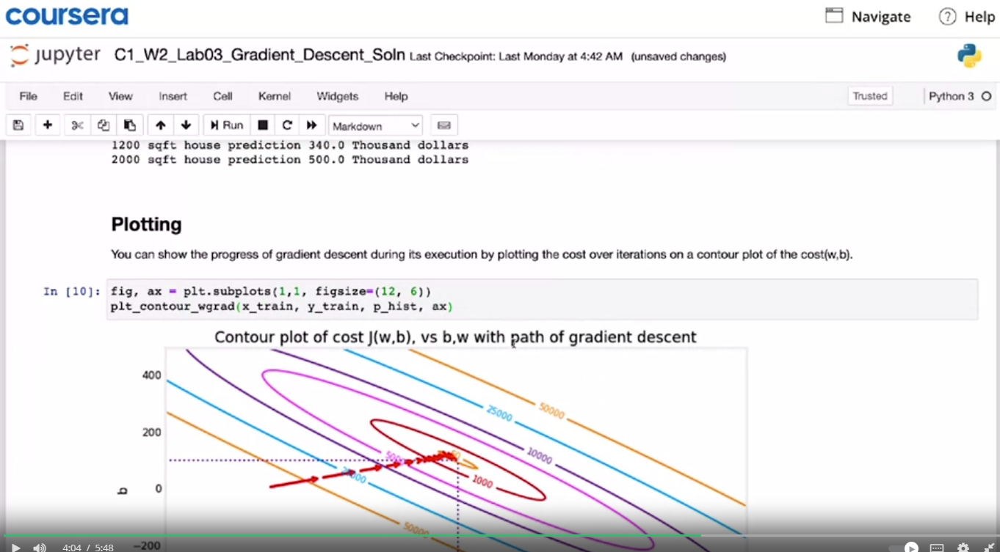 coursera Navigate ? Help
jupyter C1_W2_Lab03_Gradient_Descent_Soln Last Checkpoint: Last Monday at 4:42 AM (unsaved changes)
File Edit View Insert Cell Kernel Widgets Help Trusted Python 3
Run Markdown
1200 sqft house prediction 340.0 Thousand dollars
2000 sqft house prediction 500.0 Thousand dollars
Plotting
You can show the progress of gradient descent during its execution by plotting the cost over iterations on a contour plot of the cost(w,b).
In [10]: fig, ax = plt.subplots(1,1, figsize=(12, 6))
plt_contour_wgrad(x_train, y_train, p_hist, ax)
Contour plot of cost J(w,b), vs b,w with path of gradient descent
400
50000
25000
200
10000
1000
b
0
50000
-200
4:04 / 5:48